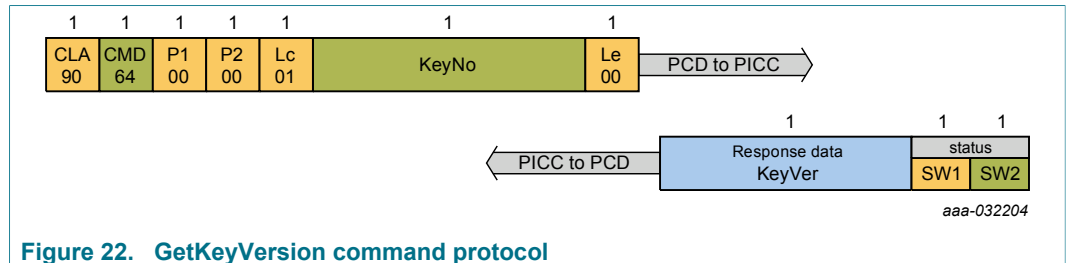 1 1 1 1 1 1 1
CLA CMD P1 P2 Lc KeyNo Le PCD to PICC
90 64 00 00 01 00
1 1 1
PICC to PCD Response data status
KeyVer SW1 SW2
aaa-032204
Figure 22. GetKeyVersion command protocol